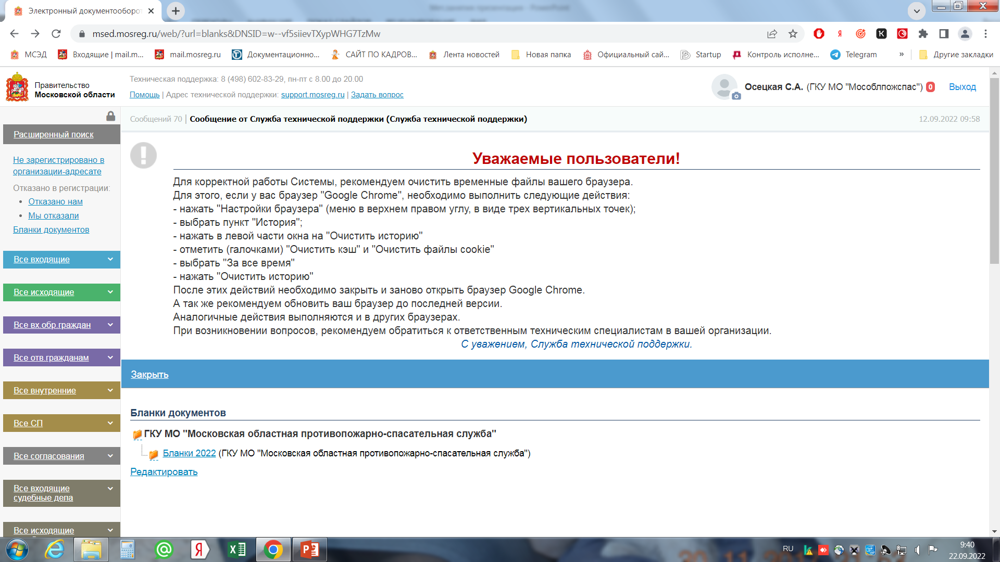 Электронный документооборот
msed.mosreg.ru/web/?url=blanks&DNSID=w--vf5siievTXypWHG7TzMw
МСЭД
Входящие | mail.m...
mail.mosreg.ru
Документационно...
САЙТ ПО КАДРОВ...
Лента новостей
Новая папка
Официальный сай...
Startup
Контроль исполне...
Telegram
»
Другие закладки
Правительство
Московской области
Техническая поддержка: 8 (498) 602-83-29, пн-пт с 8.00 до 20.00
Помощь | Адрес технической поддержки: support.mosreg.ru | Задать вопрос
Осецкая С.А. (ГКУ МО "Мособлпожспас") 0
Выход
Расширенный поиск
Не зарегистрировано в
организации-адресате
Отказано в регистрации:
• Отказано нам
• Мы отказали
Бланки документов
Все входящие
Все исходящие
Все вх.обр.граждан
Все отв.гражданам
Все внутренние
Все СП
Все согласования
Все входящие
судебные дела
Все исходящие
Сообщений 70 | Сообщение от Служба технической поддержки (Служба технической поддержки)
12.09.2022 09:58
Уважаемые пользователи!
Для корректной работы Системы, рекомендуем очистить временные файлы вашего браузера.
Для этого, если у вас браузер "Google Chrome", необходимо выполнить следующие действия:
- нажать "Настройки браузера" (меню в верхнем правом углу, в виде трех вертикальных точек);
- выбрать пункт "История";
- нажать в левой части окна на "Очистить историю"
- отметить (галочками) "Очистить кэш" и "Очистить файлы cookie"
- выбрать "За все время"
- нажать "Очистить историю"
После этих действий необходимо закрыть и заново открыть браузер Google Chrome.
А так же рекомендуем обновить ваш браузер до последней версии.
Аналогичные действия выполняются и в других браузерах.
При возникновении вопросов, рекомендуем обратиться к ответственным техническим специалистам в вашей организации.
С уважением, Служба технической поддержки.
Закрыть
Бланки документов
ГКУ МО "Московская областная противопожарно-спасательная служба"
Бланки 2022 (ГКУ МО "Московская областная противопожарно-спасательная служба")
Редактировать
RU
9:40
22.09.2022